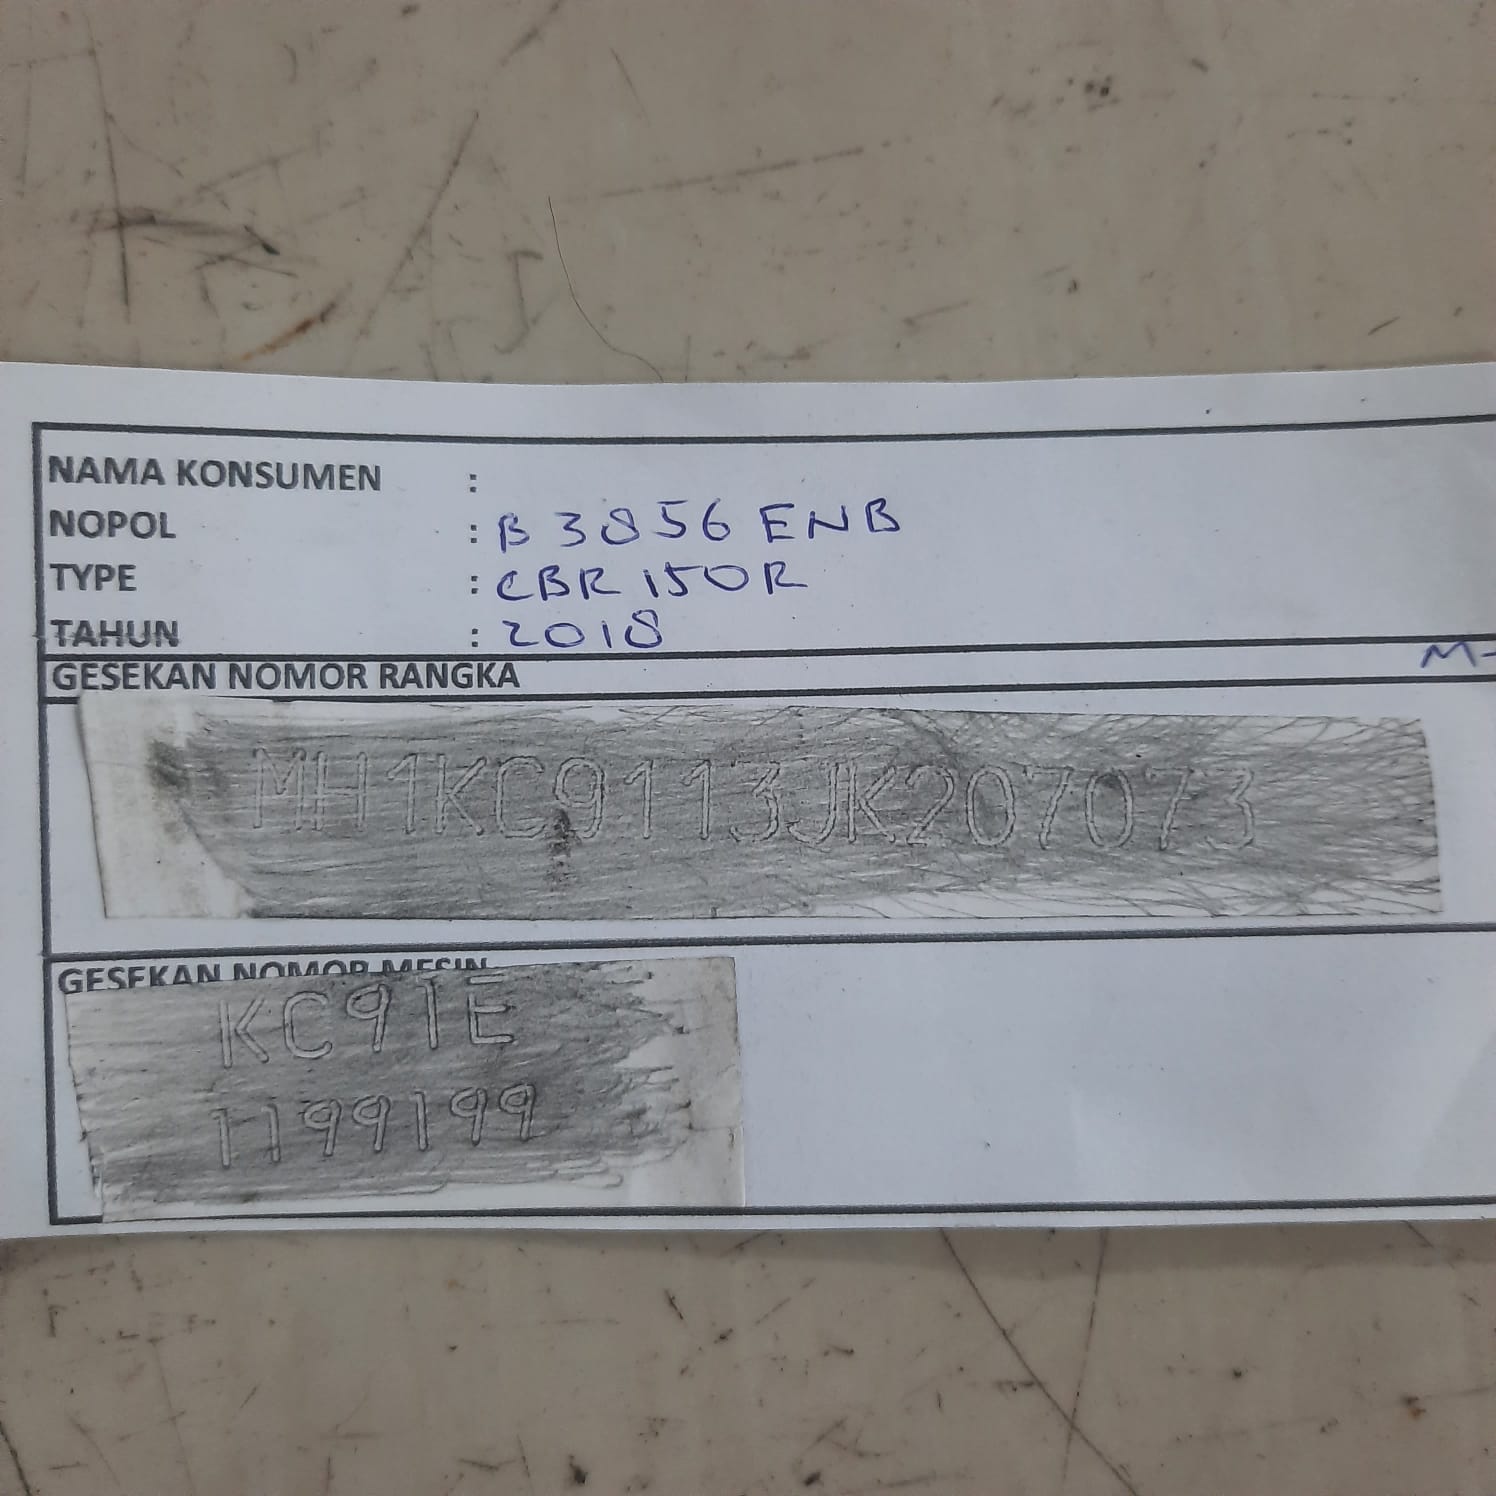 NAMA KONSUMEN :
NOPOL : B 3856 ENB
TYPE : CBR 150R
TAHUN : 2018
GESEKAN NOMOR RANGKA M-
MH1KC9113JK207073
GESEKAN NOMOR MESIN
KC91E
1199199